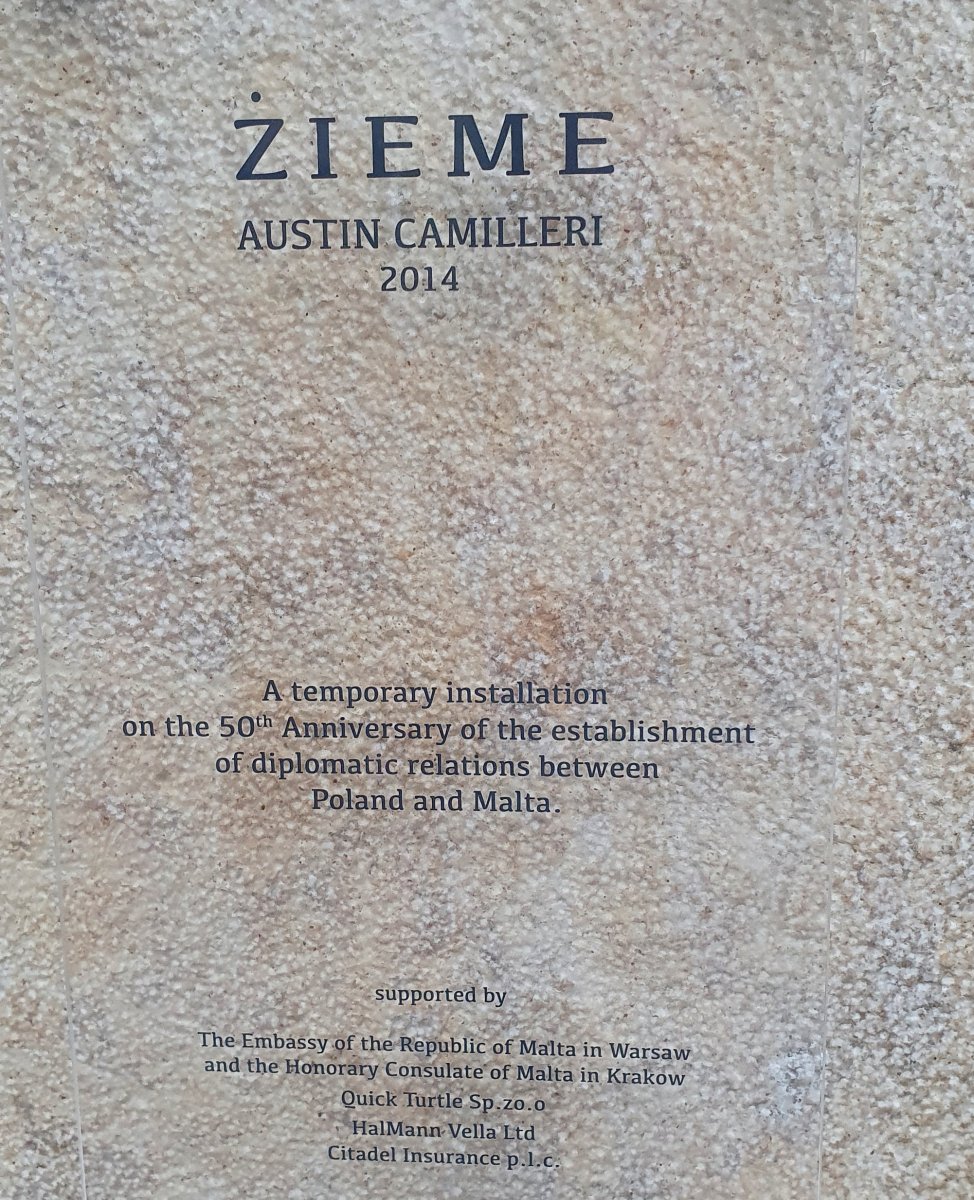 ŻIEME
AUSTIN CAMILLERI
2014
A temporary installation
on the 50th Anniversary of the establishment
of diplomatic relations between
Poland and Malta.
supported by
The Embassy of the Republic of Malta in Warsaw
and the Honorary Consulate of Malta in Krakow
Quick Turtle Sp.zo.o
HalMann Vella Ltd
Citadel Insurance p.l.c.